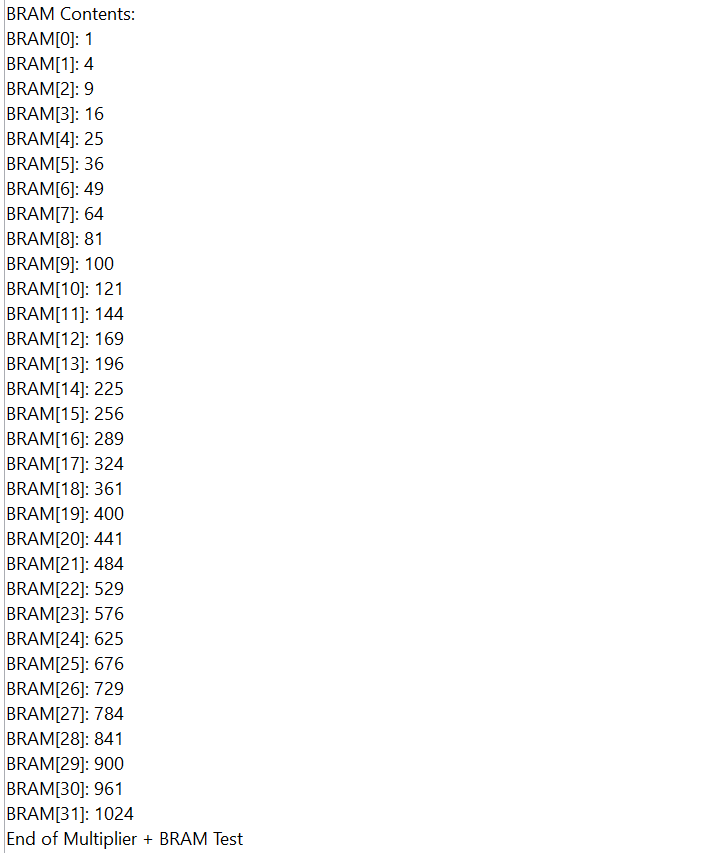 BRAM Contents:
BRAM[0]: 1
BRAM[1]: 4
BRAM[2]: 9
BRAM[3]: 16
BRAM[4]: 25
BRAM[5]: 36
BRAM[6]: 49
BRAM[7]: 64
BRAM[8]: 81
BRAM[9]: 100
BRAM[10]: 121
BRAM[11]: 144
BRAM[12]: 169
BRAM[13]: 196
BRAM[14]: 225
BRAM[15]: 256
BRAM[16]: 289
BRAM[17]: 324
BRAM[18]: 361
BRAM[19]: 400
BRAM[20]: 441
BRAM[21]: 484
BRAM[22]: 529
BRAM[23]: 576
BRAM[24]: 625
BRAM[25]: 676
BRAM[26]: 729
BRAM[27]: 784
BRAM[28]: 841
BRAM[29]: 900
BRAM[30]: 961
BRAM[31]: 1024
End of Multiplier + BRAM Test